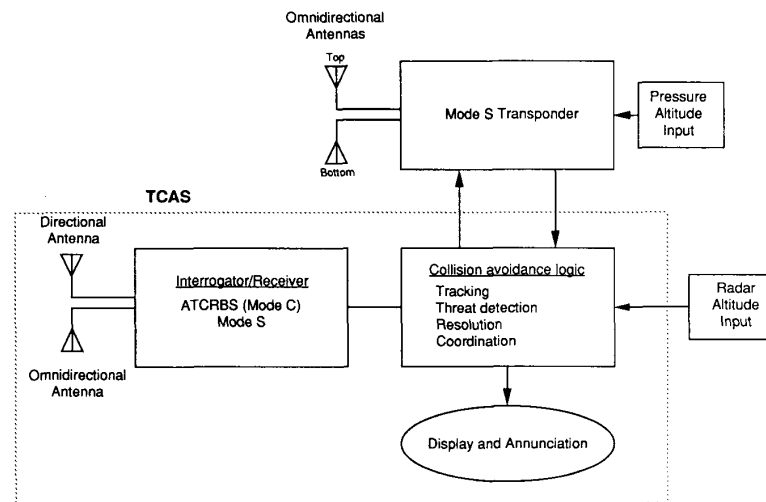 Omnidirectional
Antennas
Top
Bottom
Mode S Transponder
Pressure
Altitude
Input
TCAS
Directional
Antenna
Omnidirectional
Antenna
Interrogator/Receiver
ATCRBS (Mode C)
Mode S
Collision avoidance logic
Tracking
Threat detection
Resolution
Coordination
Radar
Altitude
Input
Display and Annunciation